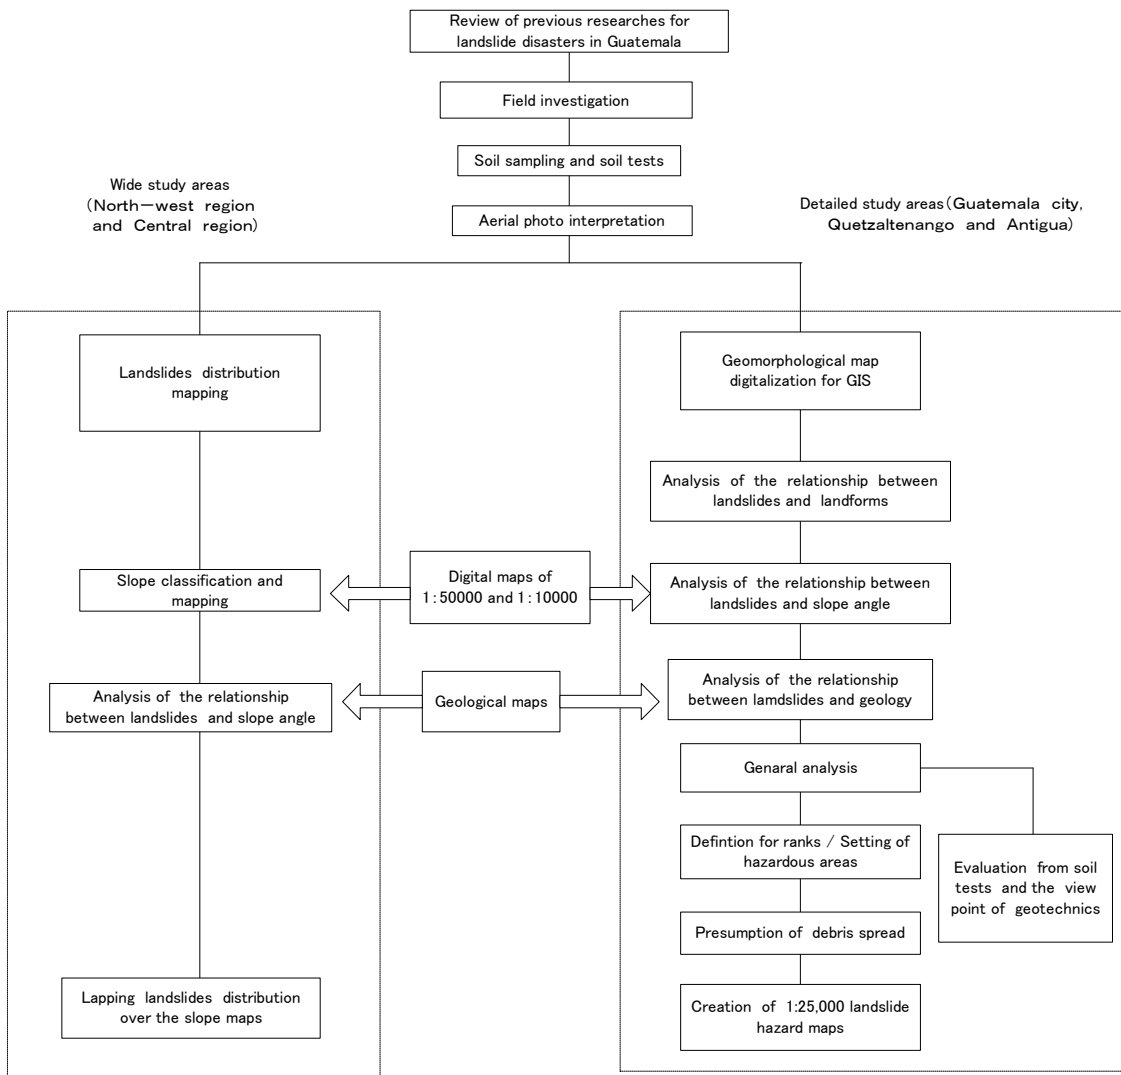 Review of previous researches for
landslide disasters in Guatemala
Field investigation
Soil sampling and soil tests
Aerial photo interpretation
Wide study areas
(North-west region
and Central region)
Detailed study areas(Guatemala city,
Quetzaltenango and Antigua)
Landslides distribution
mapping
Slope classification and
mapping
Analysis of the relationship
between landslides and slope angle
Lapping landslides distribution
over the slope maps
Digital maps of
1:50000 and 1:10000
Geological maps
Geomorphological map
digitalization for GIS
Analysis of the relationship between
landslides and landforms
Analysis of the relationship between
landslides and slope angle
Analysis of the relationship
between lamdslides and geology
Genaral analysis
Defintion for ranks / Setting of
hazardous areas
Presumption of debris spread
Creation of 1:25,000 landslide
hazard maps
Evaluation from soil
tests and the view
point of geotechnics